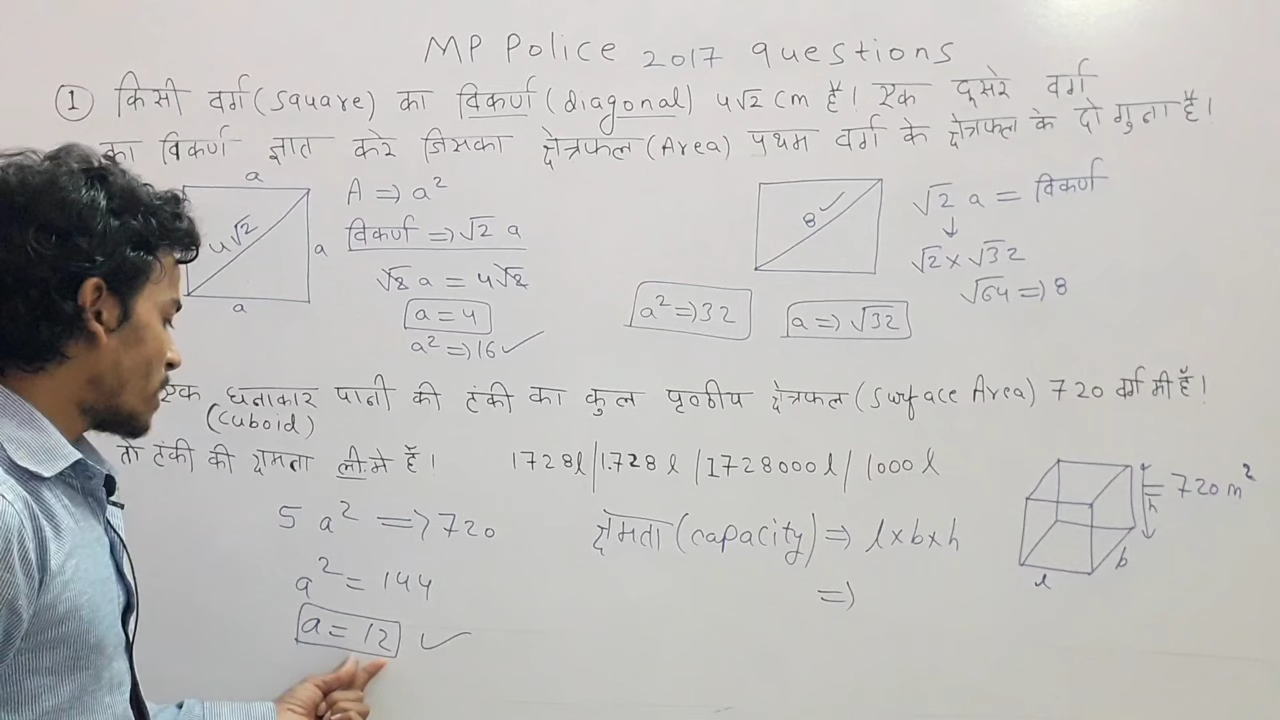 MP Police 2017 questions
① किसी वर्ग (square) का विकर्ण (diagonal) 4√2 cm हैं। एक दूसरे वर्ग
का विकर्ण ज्ञात करे जिसका क्षेत्रफल (Area) प्रथम वर्ग के क्षेत्रफल के दो गुना हैं।
a
4√2
a
a
A => a²
विकर्ण => √2 a
√2 a = 4√2
a = 4
a² => 16 ✓
8 ✓
√2 a = विकर्ण
↓
√2 × √32
√64 => 8
a² => 32
a => √32
एक घनाकार पानी की टंकी का कुल पृष्ठीय क्षेत्रफल (Surface Area) 720 वर्ग मी हैं।
(cuboid)
तो टंकी की क्षमता ली. मे हैं।
1728l / 1.728 l / 1728000 l / 1000 l
5 a² => 720
a² = 144
a = 12 ✓
क्षमता (capacity) => l × b × h
=>
720 m²
h
b
l